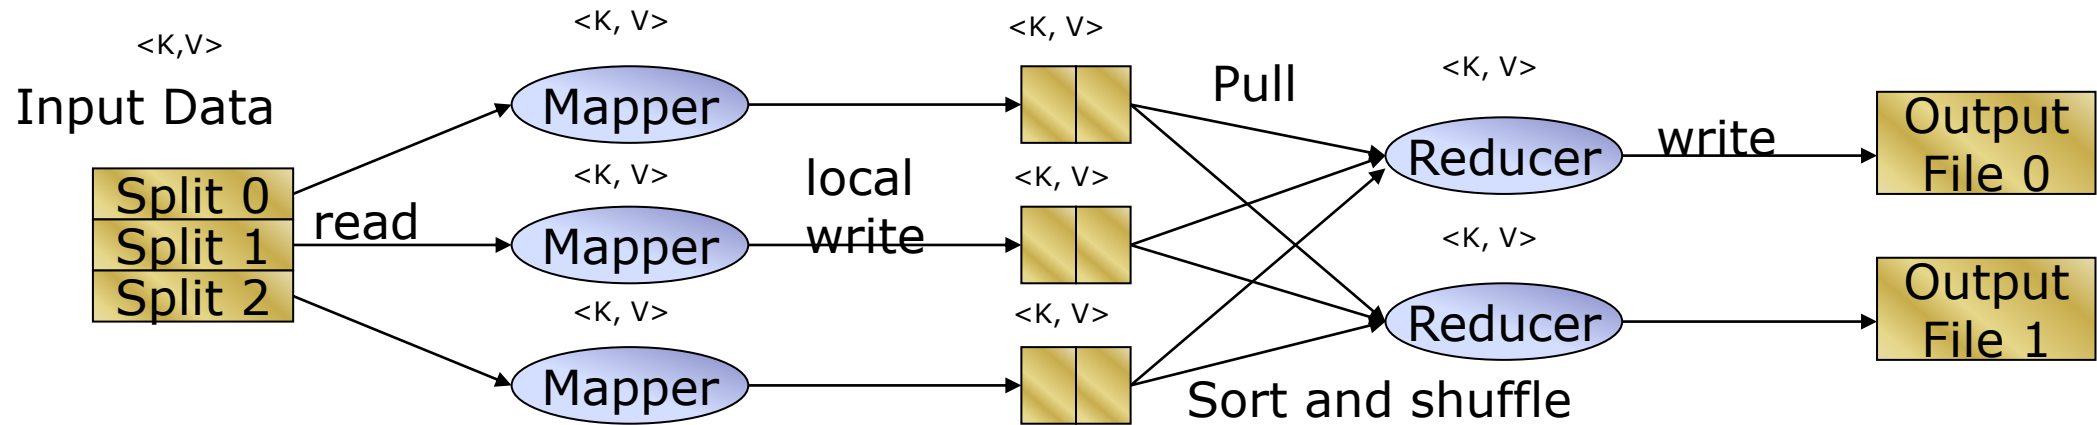 <K,V>
Input Data
Split 0
Split 1
Split 2
read
<K, V>
Mapper
<K, V>
Mapper
<K, V>
Mapper
local
write
<K, V>
<K, V>
<K, V>
Pull
Sort and shuffle
<K, V>
Reducer
<K, V>
Reducer
write
Output
File 0
Output
File 1